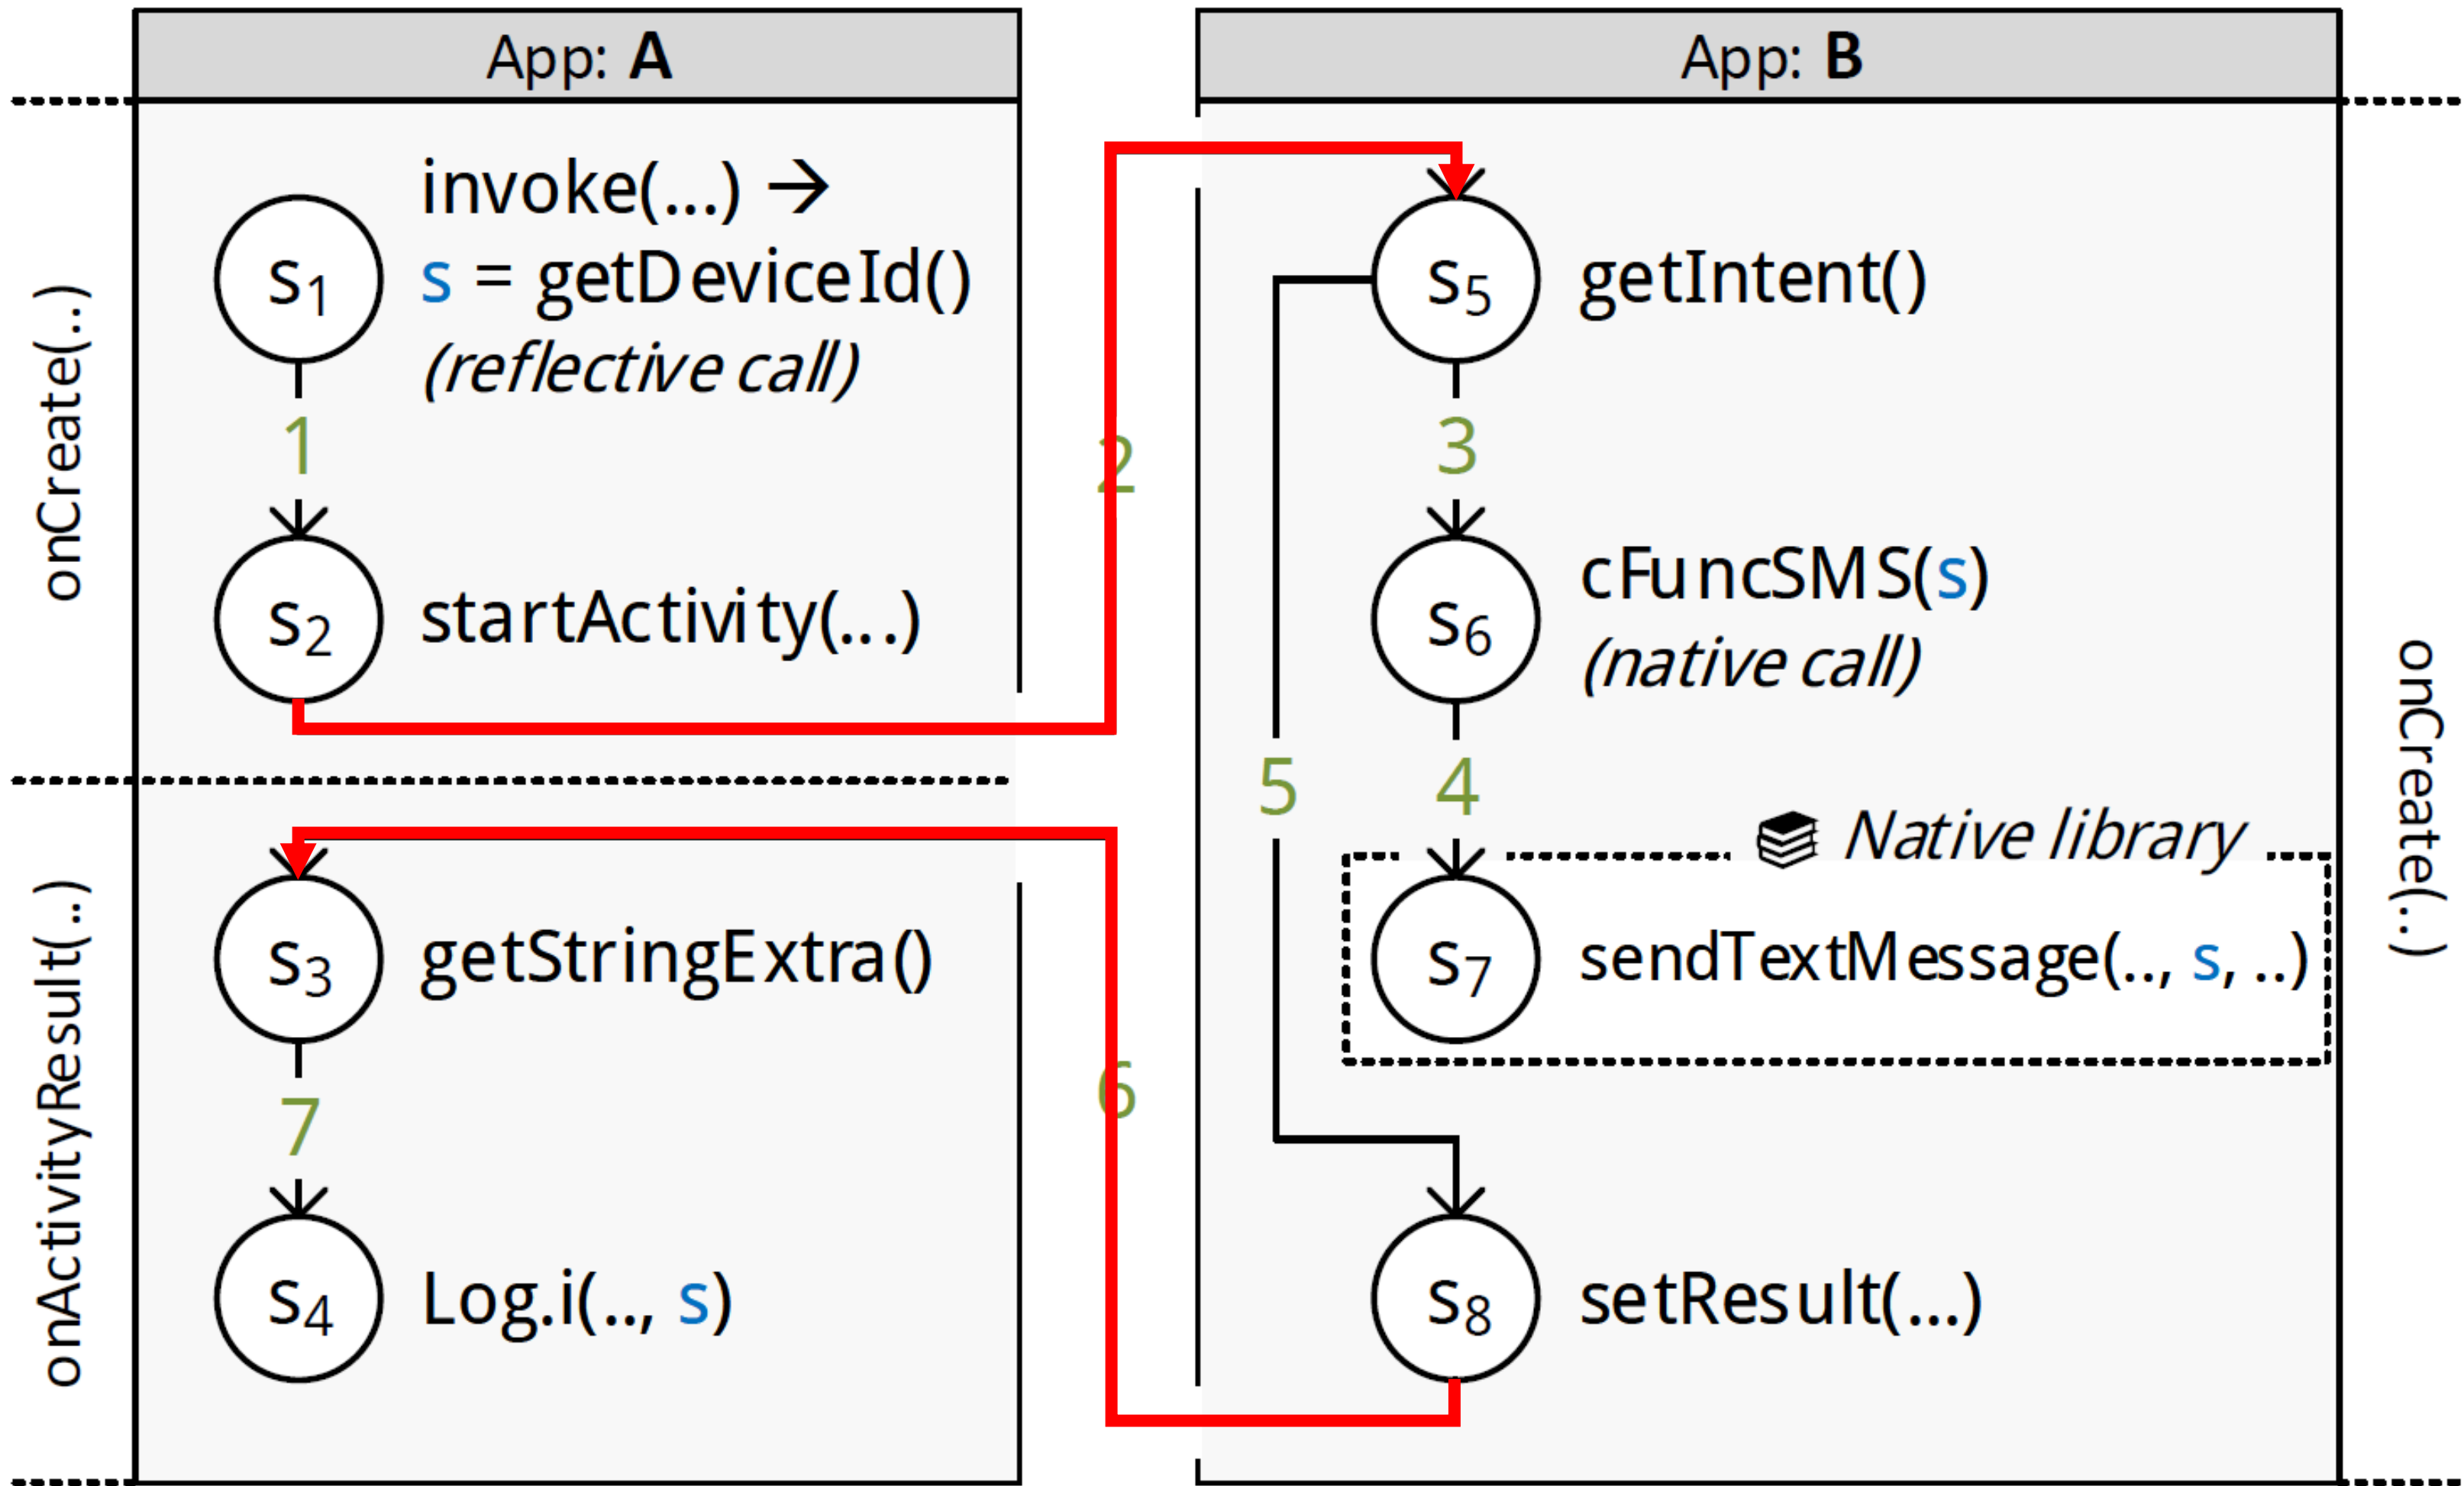 App: A
onCreate(..)
s1
invoke(...) →
s = getDeviceId()
(reflective call)
1
s2
startActivity(...)
onActivityResult(..)
s3
getStringExtra()
7
s4
Log.i(.., s)
2
6
App: B
s5
getIntent()
3
s6
cFuncSMS(s)
(native call)
5
4
Native library
s7
sendTextMessage(.., s, ..)
s8
setResult(...)
onCreate(..)